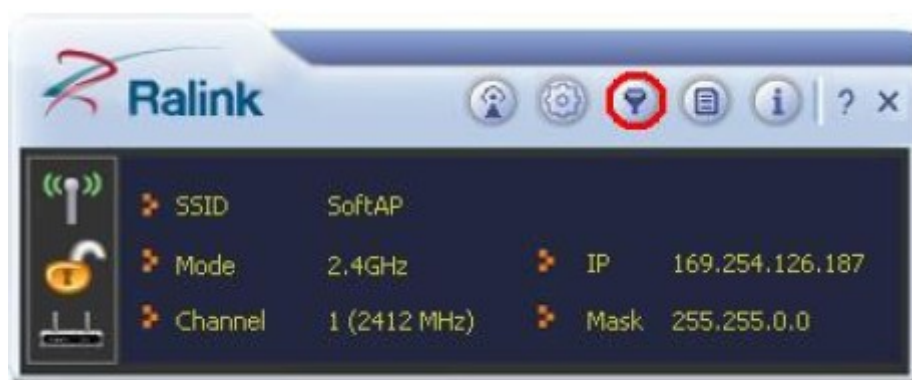 Ralink
? ×
SSID SoftAP
Mode 2.4GHz IP 169.254.126.187
Channel 1 (2412 MHz) Mask 255.255.0.0